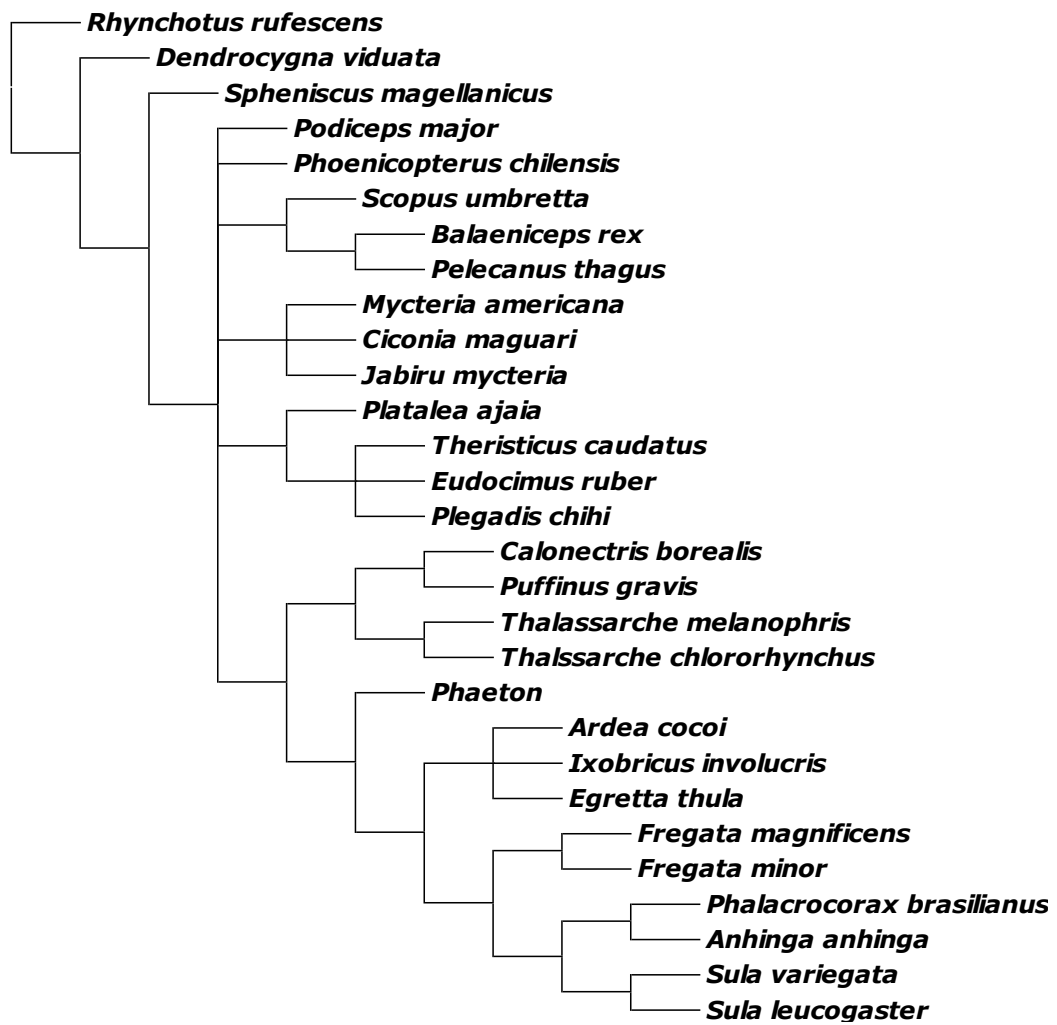 Rhynchotus rufescens
Dendrocygna viduata
Spheniscus magellanicus
Podiceps major
Phoenicopterus chilensis
Scopus umbretta
Balaeniceps rex
Pelecanus thagus
Mycteria americana
Ciconia maguari
Jabiru mycteria
Platalea ajaia
Theristicus caudatus
Eudocimus ruber
Plegadis chihi
Calonectris borealis
Puffinus gravis
Thalassarche melanophris
Thalssarche chlororhynchus
Phaeton
Ardea cocoi
Ixobricus involucris
Egretta thula
Fregata magnificens
Fregata minor
Phalacrocorax brasilianus
Anhinga anhinga
Sula variegata
Sula leucogaster